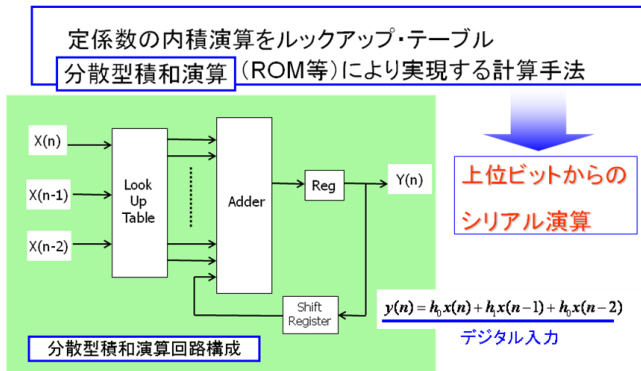 定係数の内積演算をルックアップ・テーブル
分散型積和演算 (ROM等)により実現する計算手法
X(n)
X(n-1)
X(n-2)
Look
Up
Table
Adder
Reg
Y(n)
Shift
Register
分散型積和演算回路構成
上位ビットからの
シリアル演算
y(n) = h₀x(n) + h₁x(n−1) + h₀x(n−2)
デジタル入力